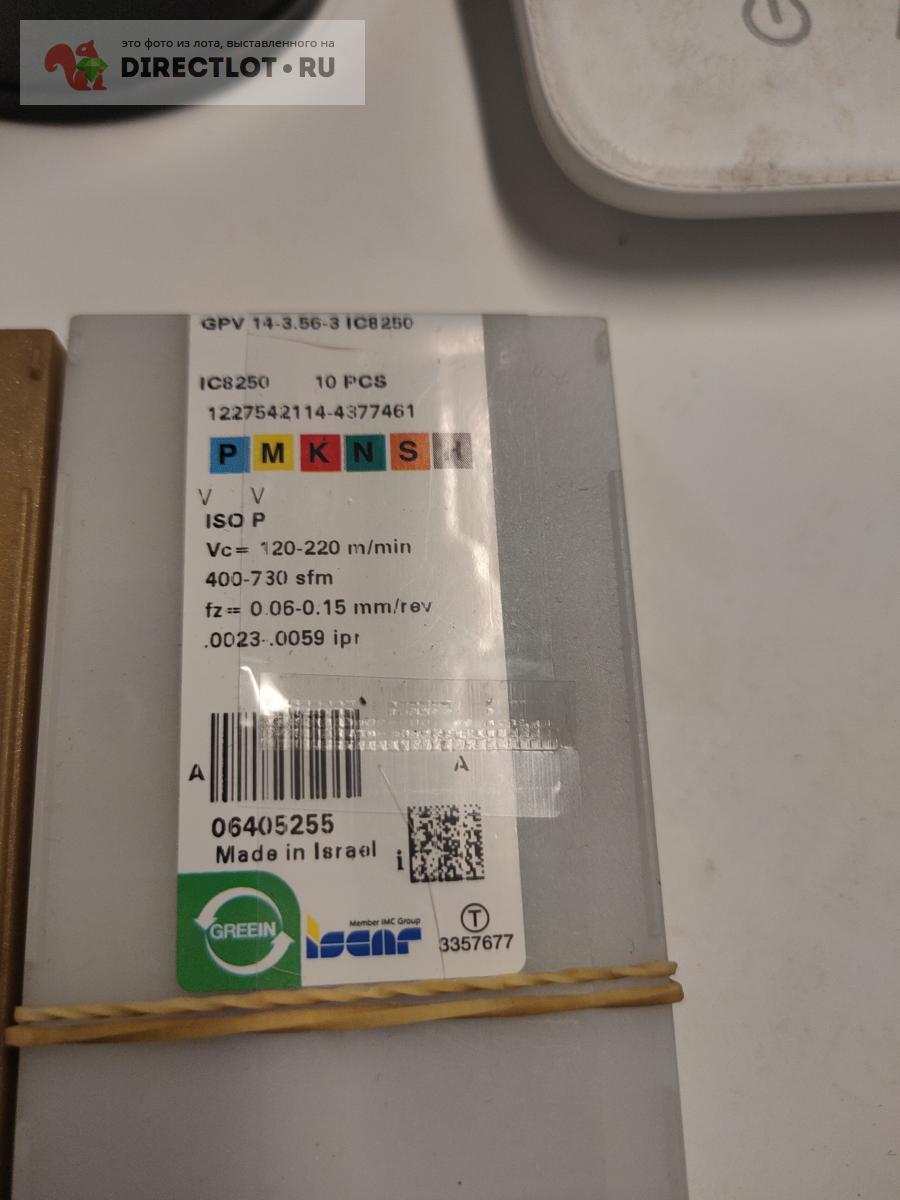 это фото из лота, выставленного на
DIRECTLOT.RU
GPV 14-3.56-3 IC8250
IC8250 10 PCS
1227542114-4377461
P M K N S H
V V
ISO P
Vc= 120-220 m/min
400-730 sfm
fz= 0.06-0.15 mm/rev
.0023-.0059 ipr
A
A
06405255
Made in Israel
i
GREEIN
Member IMC Group
iscar
T
3357677